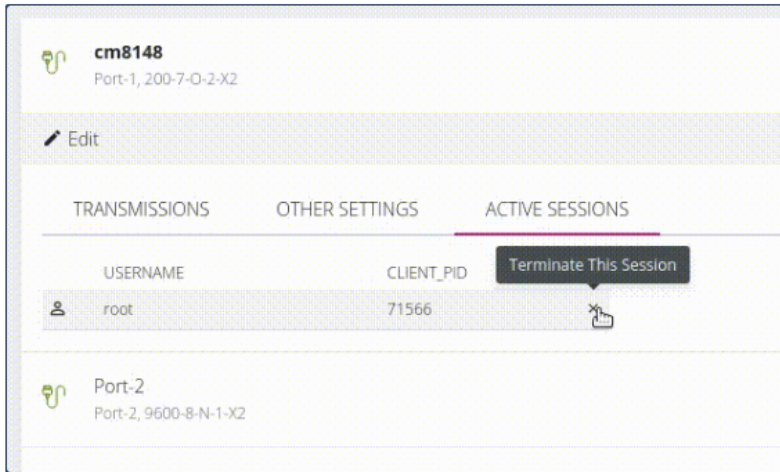 cm8148
Port-1, 200-7-O-2-X2
Edit
TRANSMISSIONS OTHER SETTINGS ACTIVE SESSIONS
Terminate This Session
USERNAME CLIENT_PID
root 71566
Port-2
Port-2, 9600-8-N-1-X2